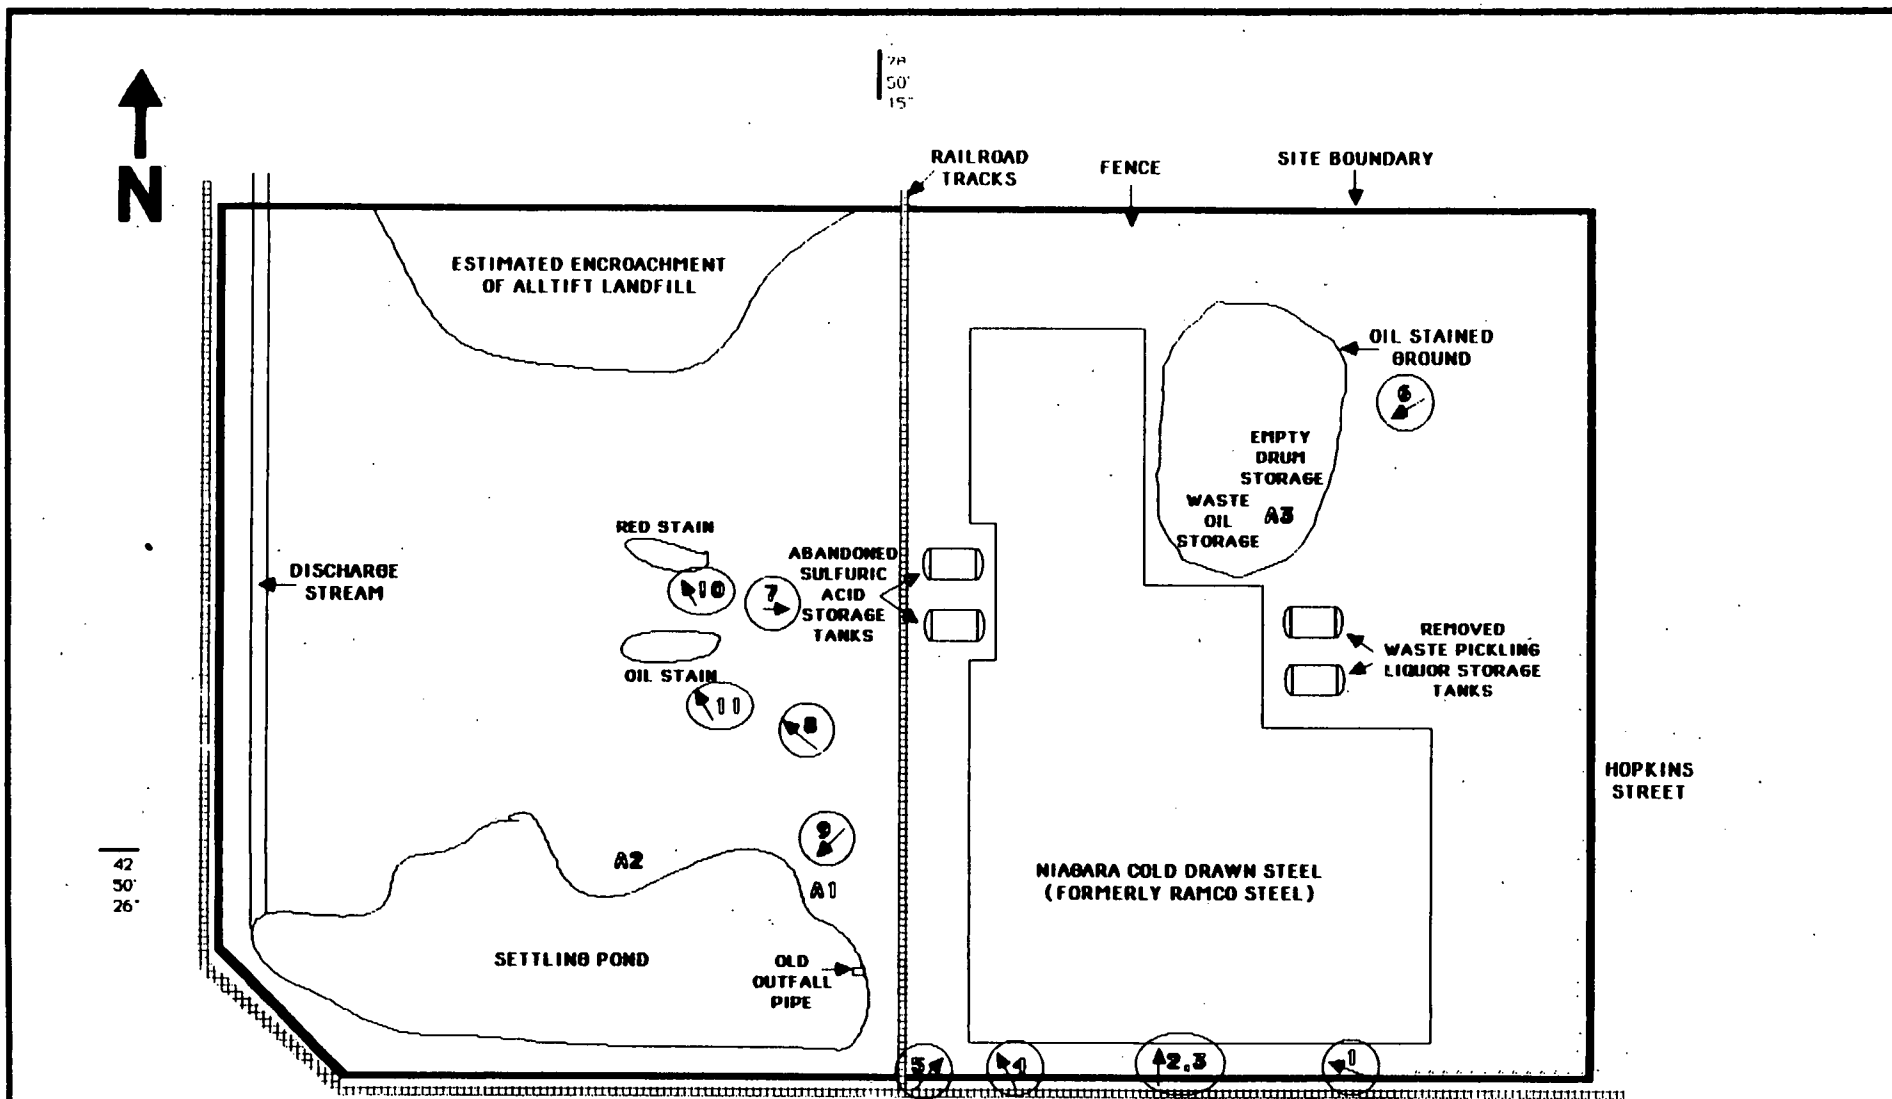 78
50'
15"
N
RAILROAD
TRACKS
FENCE
SITE BOUNDARY
ESTIMATED ENCROACHMENT
OF ALLTIFT LANDFILL
OIL STAINED
GROUND
6
EMPTY
DRUM
STORAGE
WASTE
OIL
STORAGE
A3
RED STAIN
10
7
ABANDONED
SULFURIC
ACID
STORAGE
TANKS
DISCHARGE
STREAM
OIL STAIN
11
8
REMOVED
WASTE PICKLING
LIQUOR STORAGE
TANKS
HOPKINS
STREET
9
A2
A1
42
50'
26"
NIAGARA COLD DRAWN STEEL
(FORMERLY RAMCO STEEL)
SETTLING POND
OLD
OUTFALL
PIPE
5
4
2,3
1